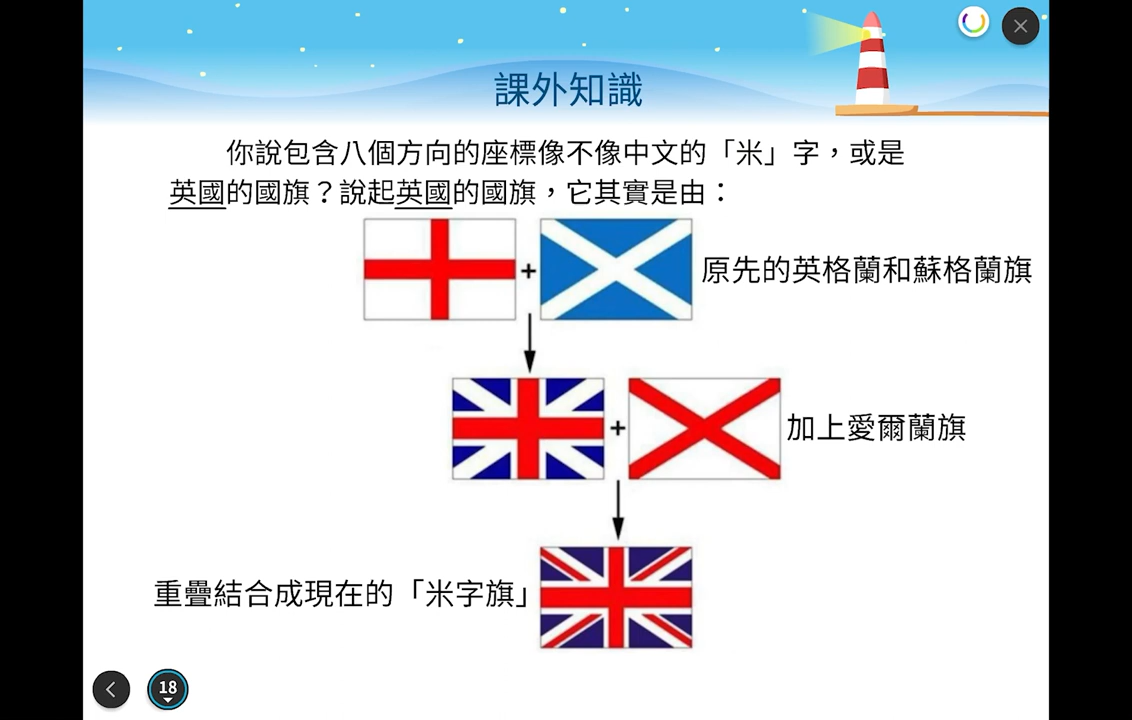 課外知識
你說包含八個方向的座標像不像中文的「米」字，或是
英國的國旗？說起英國的國旗，它其實是由：
+
原先的英格蘭和蘇格蘭旗
+
加上愛爾蘭旗
重疊結合成現在的「米字旗」
18